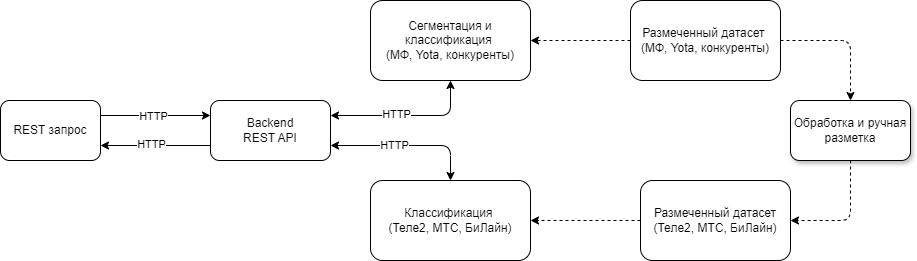 Сегментация и
классификация
(МФ, Yota, конкуренты)
Размеченный датасет
(МФ, Yota, конкуренты)
REST запрос
HTTP
HTTP
Backend
REST API
HTTP
HTTP
Обработка и ручная
разметка
Классификация
(Теле2, МТС, БиЛайн)
Размеченный датасет
(Теле2, МТС, БиЛайн)